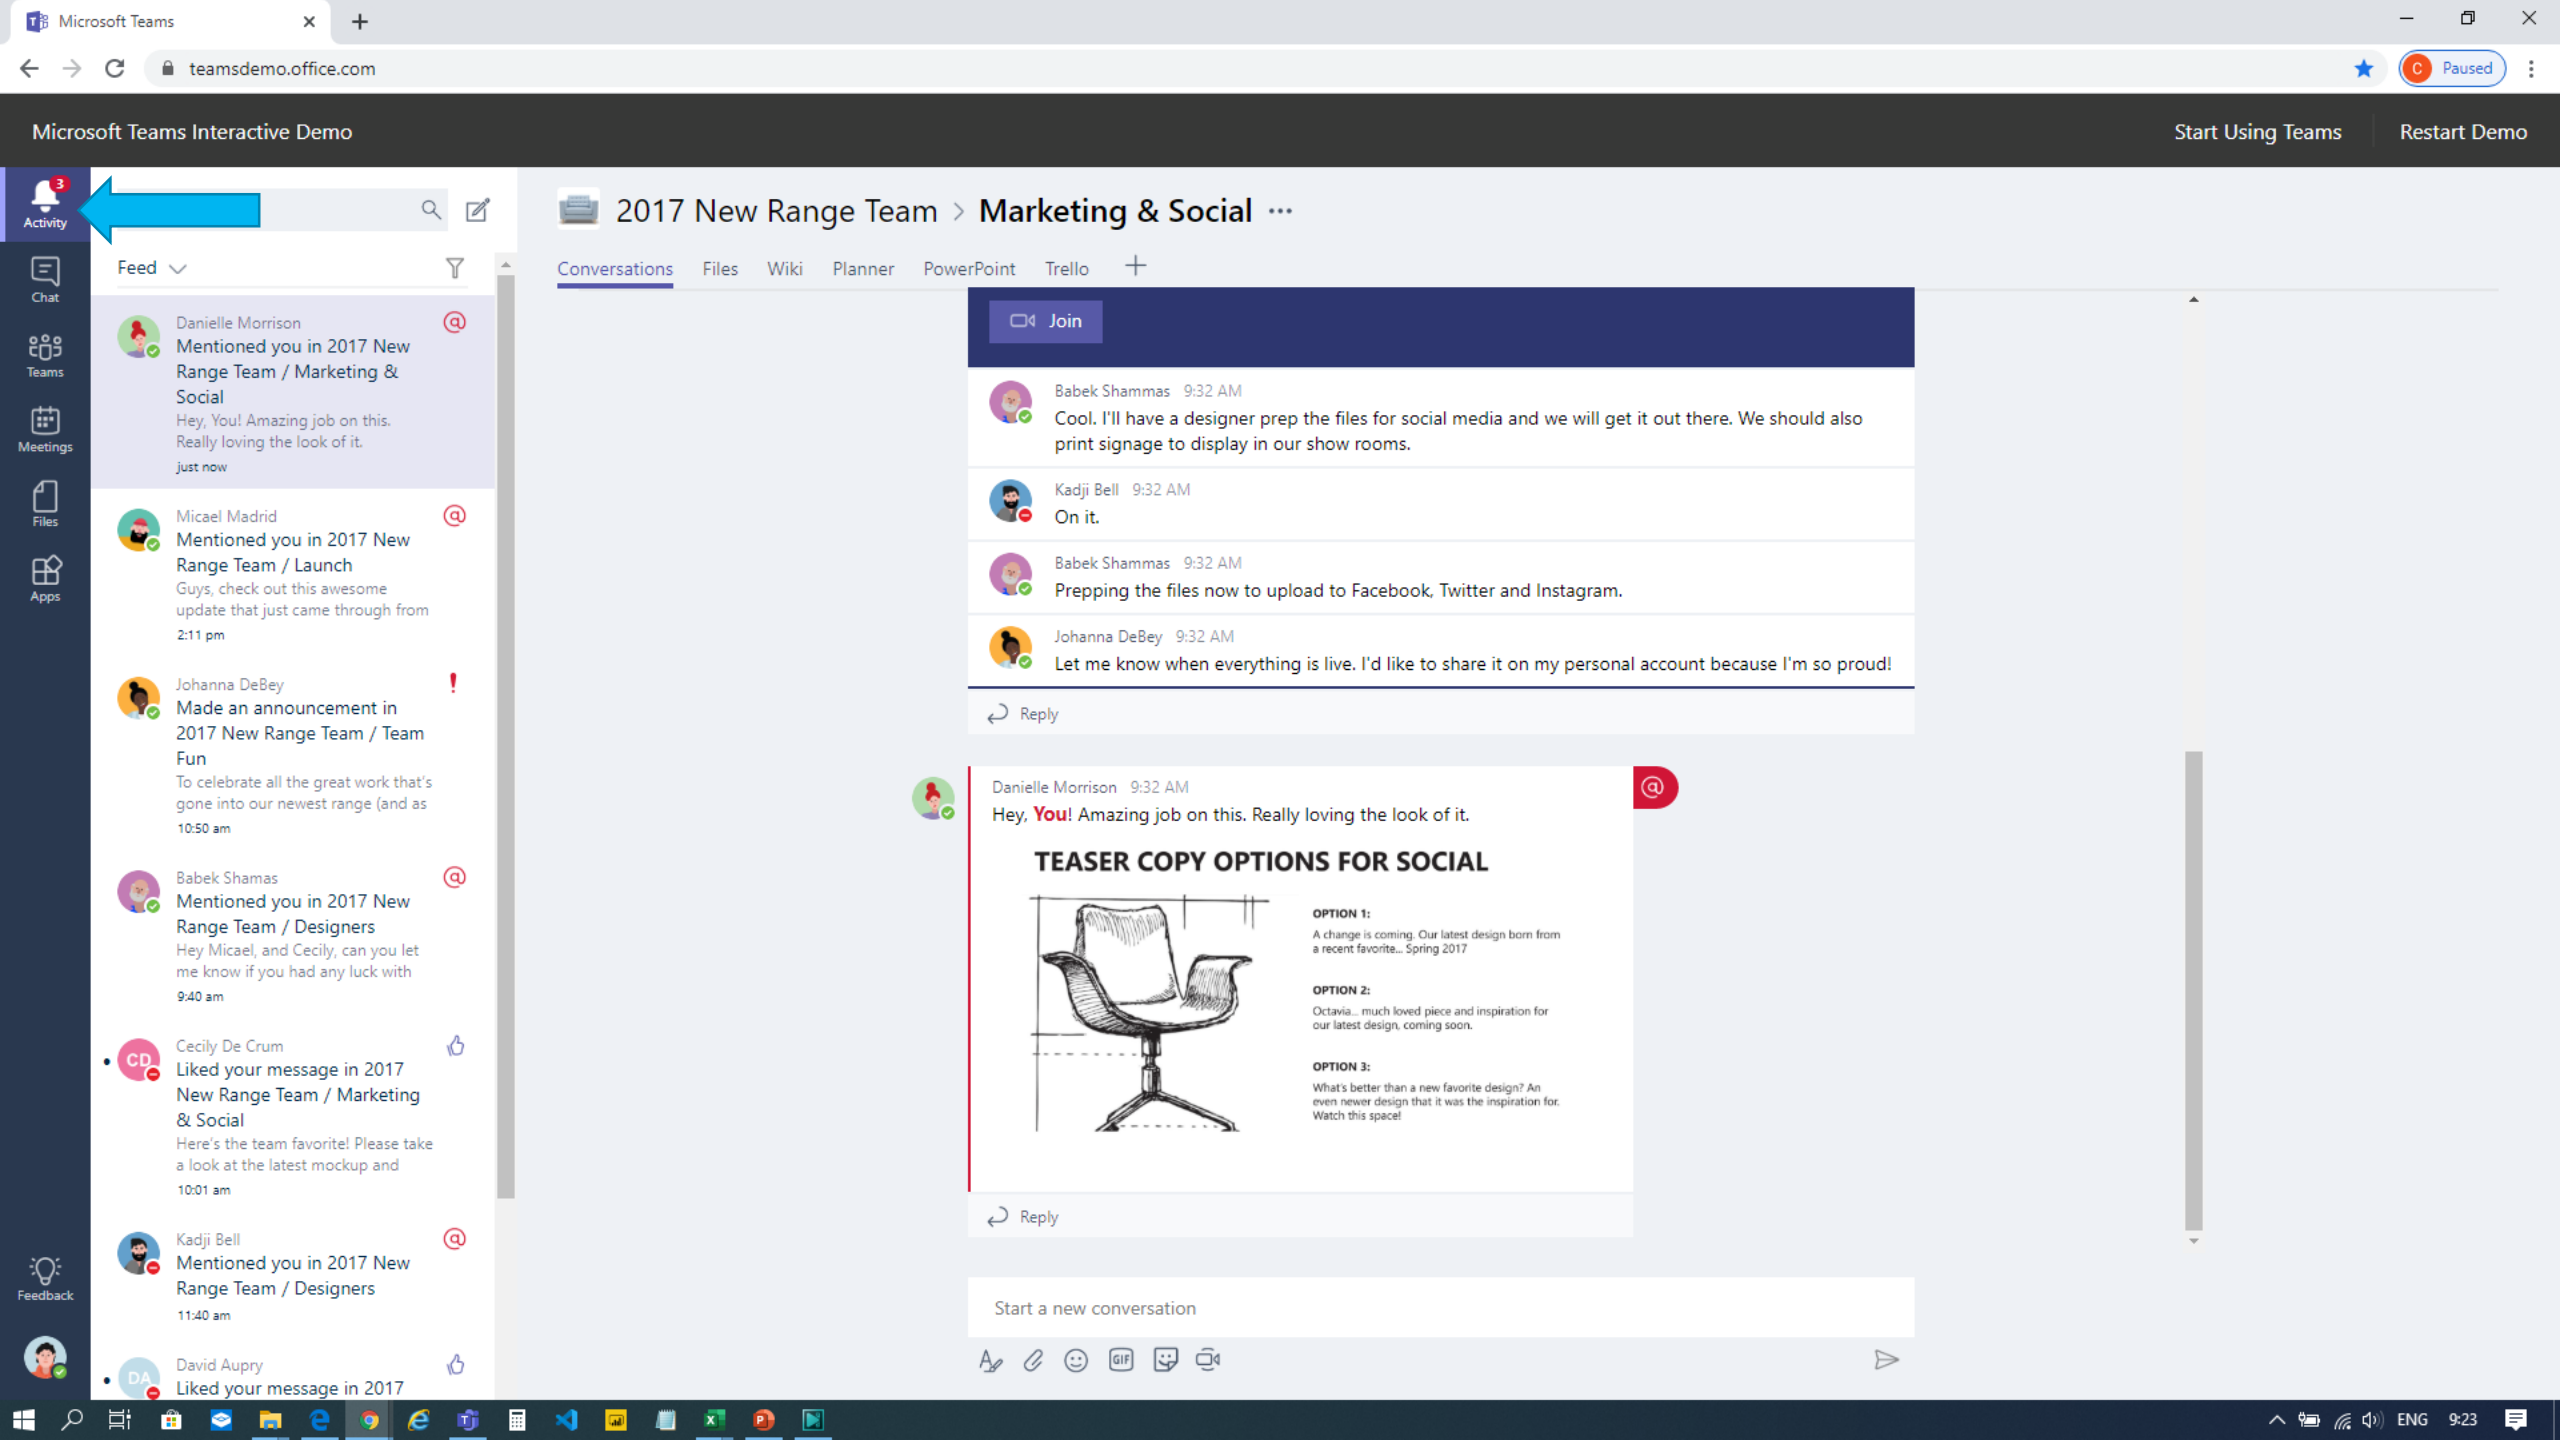 Microsoft Teams
teamsdemo.office.com
C Paused
Microsoft Teams Interactive Demo
Start Using Teams
Restart Demo
3
Activity
Chat
Teams
Meetings
Files
Apps
Feedback
Feed
Danielle Morrison
Mentioned you in 2017 New
Range Team / Marketing &
Social
Hey, You! Amazing job on this.
Really loving the look of it.
just now
Micael Madrid
Mentioned you in 2017 New
Range Team / Launch
Guys, check out this awesome
update that just came through from
2:11 pm
Johanna DeBey
Made an announcement in
2017 New Range Team / Team
Fun
To celebrate all the great work that's
gone into our newest range (and as
10:50 am
Babek Shamas
Mentioned you in 2017 New
Range Team / Designers
Hey Micael, and Cecily, can you let
me know if you had any luck with
9:40 am
CD
Cecily De Crum
Liked your message in 2017
New Range Team / Marketing
& Social
Here's the team favorite! Please take
a look at the latest mockup and
10:01 am
Kadji Bell
Mentioned you in 2017 New
Range Team / Designers
11:40 am
DA
David Aupry
Liked your message in 2017
2017 New Range Team > Marketing & Social ...
Conversations Files Wiki Planner PowerPoint Trello
Join
Babek Shammas 9:32 AM
Cool. I'll have a designer prep the files for social media and we will get it out there. We should also
print signage to display in our show rooms.
Kadji Bell 9:32 AM
On it.
Babek Shammas 9:32 AM
Prepping the files now to upload to Facebook, Twitter and Instagram.
Johanna DeBey 9:32 AM
Let me know when everything is live. I'd like to share it on my personal account because I'm so proud!
Reply
Danielle Morrison 9:32 AM
Hey, You! Amazing job on this. Really loving the look of it.
TEASER COPY OPTIONS FOR SOCIAL
OPTION 1:
A change is coming. Our latest design born from
a recent favorite... Spring 2017
OPTION 2:
Octavia... much loved piece and inspiration for
our latest design, coming soon.
OPTION 3:
What's better than a new favorite design? An
even newer design that it was the inspiration for.
Watch this space!
Reply
Start a new conversation
GIF
ENG 9:23